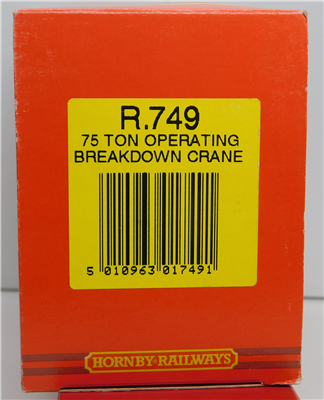 R.749
75 TON OPERATING
BREAKDOWN CRANE
5 010963 017491
HORNBY RAILWAYS